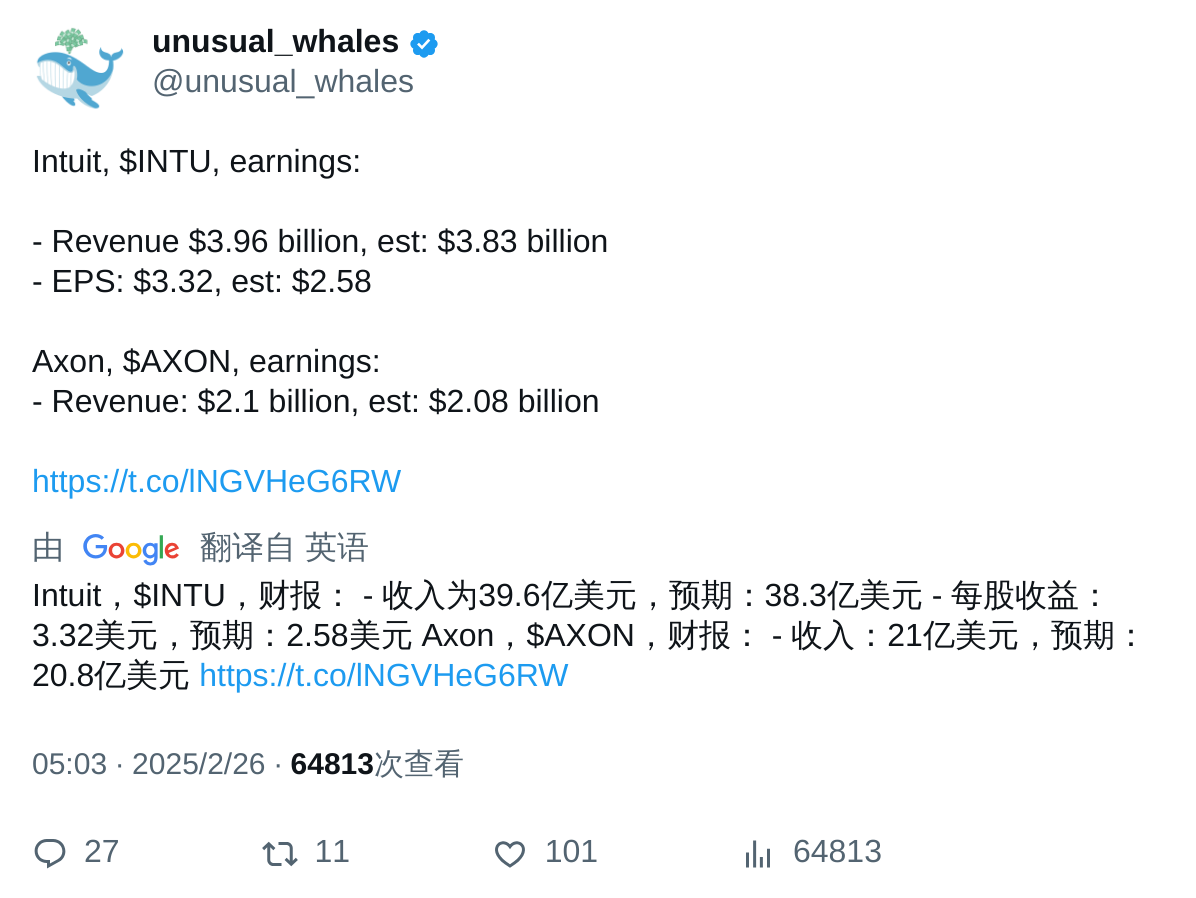 unusual_whales
@unusual_whales
Intuit, $INTU, earnings:
- Revenue $3.96 billion, est: $3.83 billion
- EPS: $3.32, est: $2.58
Axon, $AXON, earnings:
- Revenue: $2.1 billion, est: $2.08 billion
https://t.co/lNGVHeG6RW
由 Google 翻译自 英语
Intuit，$INTU，财报： - 收入为39.6亿美元，预期：38.3亿美元 - 每股收益：
3.32美元，预期：2.58美元 Axon，$AXON，财报： - 收入：21亿美元，预期：
20.8亿美元 https://t.co/lNGVHeG6RW
05:03 · 2025/2/26 · 64813次查看
27 11 101 64813